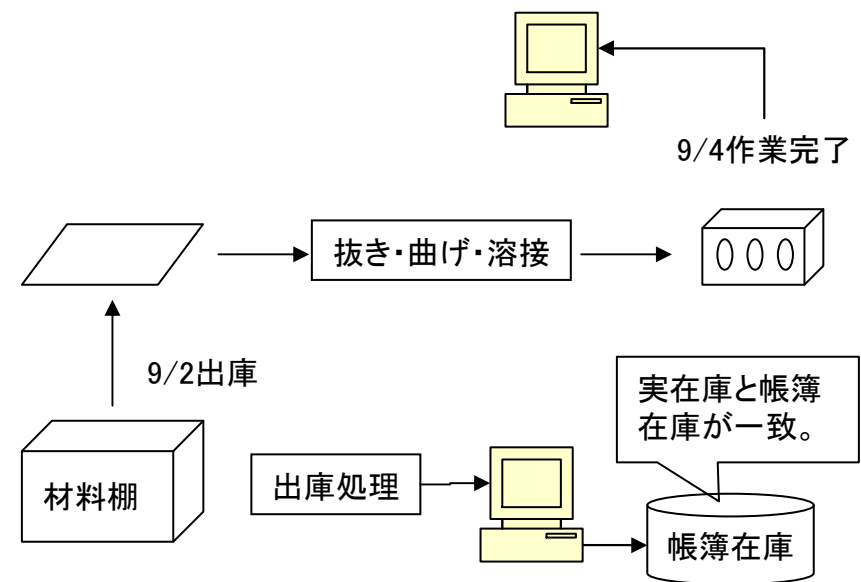 9/4作業完了
抜き・曲げ・溶接
9/2出庫
実在庫と帳簿
在庫が一致。
材料棚
出庫処理
帳簿在庫